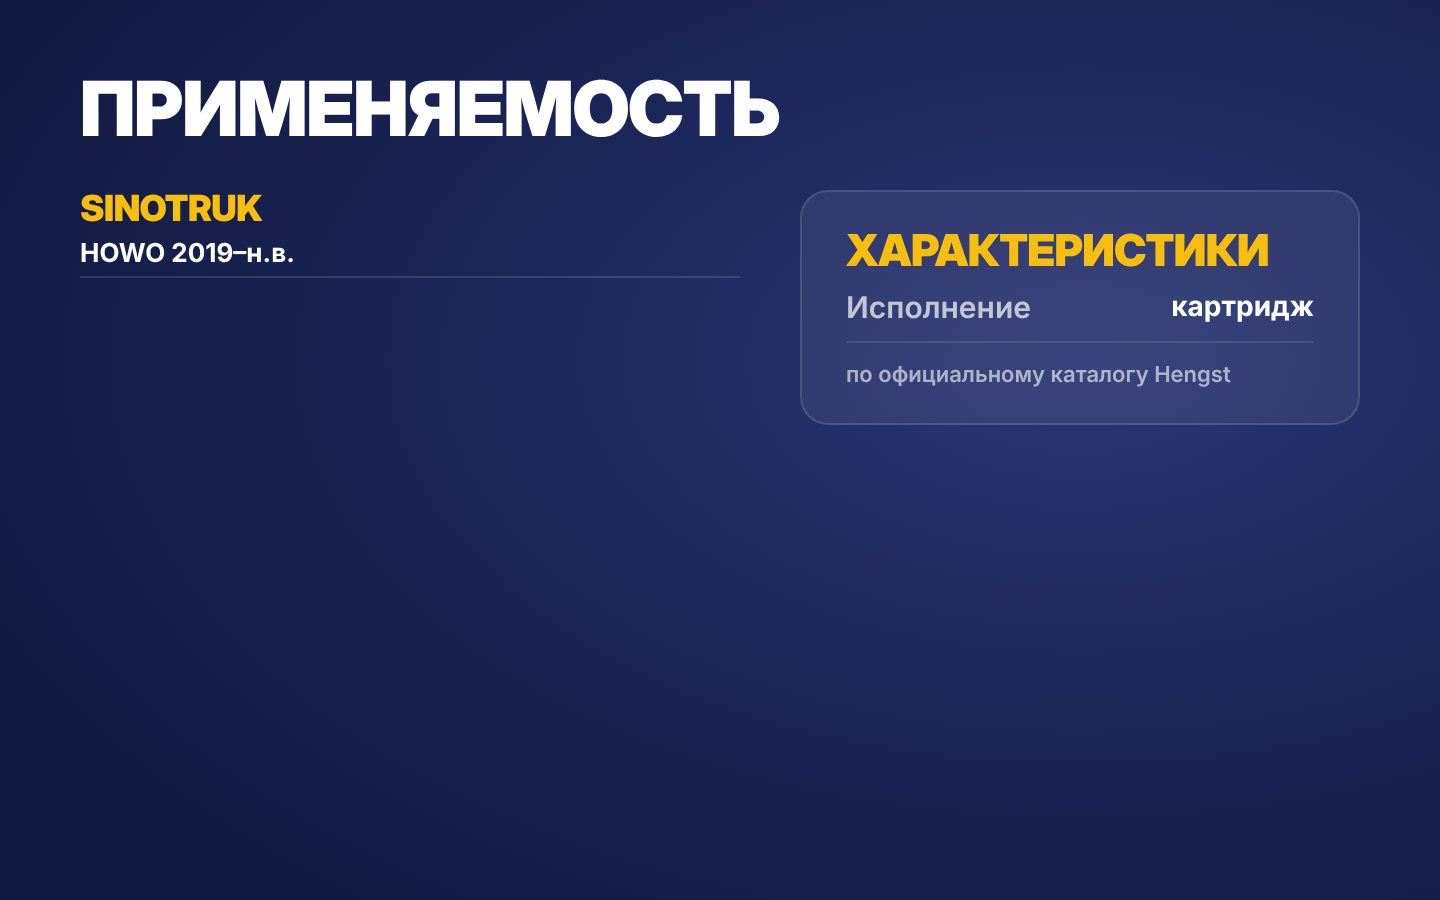 ПРИМЕНЯЕМОСТЬ
SINOTRUK
HOWO 2019–н.в.
ХАРАКТЕРИСТИКИ
Исполнение картридж
по официальному каталогу Hengst